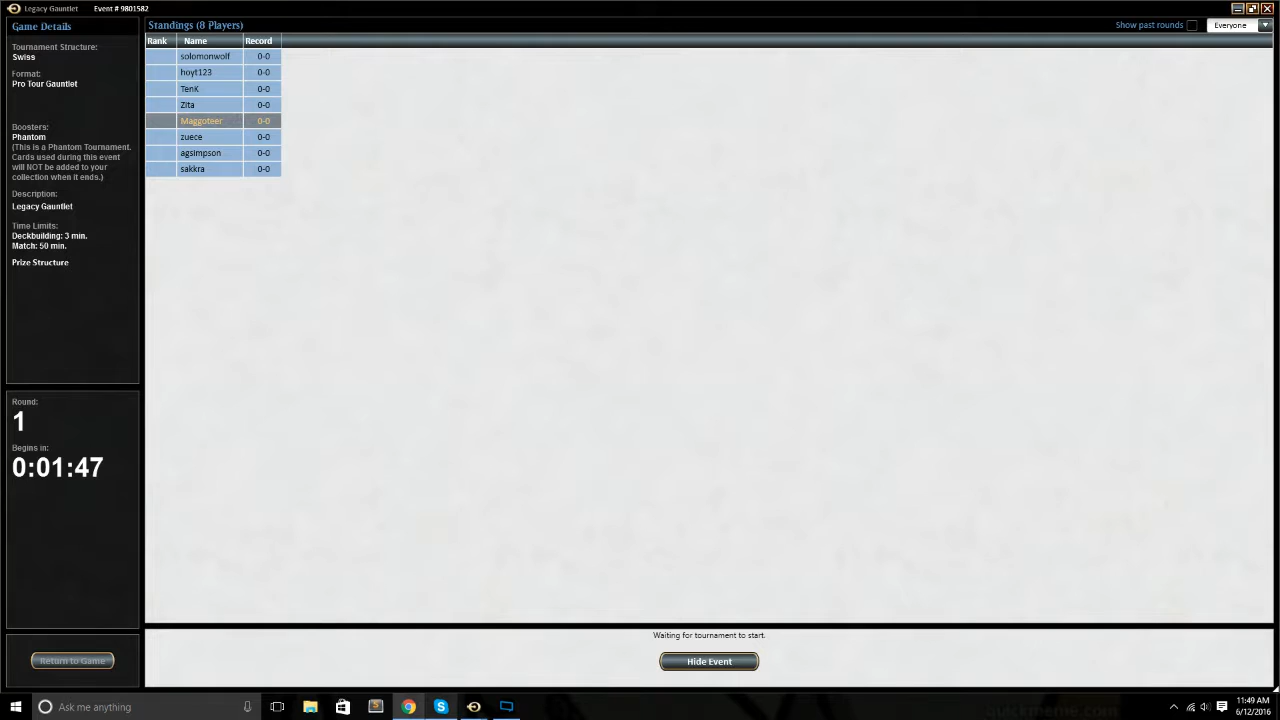 Legacy Gauntlet Event # 9801582
Game Details
Tournament Structure:
Swiss
Format:
Pro Tour Gauntlet
Boosters:
Phantom
(This is a Phantom Tournament.
Cards used during this event
will NOT be added to your
collection when it ends.)
Description:
Legacy Gauntlet
Time Limits:
Deckbuilding: 3 min.
Match: 50 min.
Prize Structure
Round:
1
Begins in:
0:01:47
Return to Game
Standings (8 Players)
Show past rounds Everyone
Rank Name Record
solomonwolf 0-0
hoyt123 0-0
TenK 0-0
Zita 0-0
Maggoteer 0-0
zuece 0-0
agsimpson 0-0
sakkra 0-0
Waiting for tournament to start.
Hide Event
Ask me anything
11:49 AM
6/12/2016
quickmeme.com